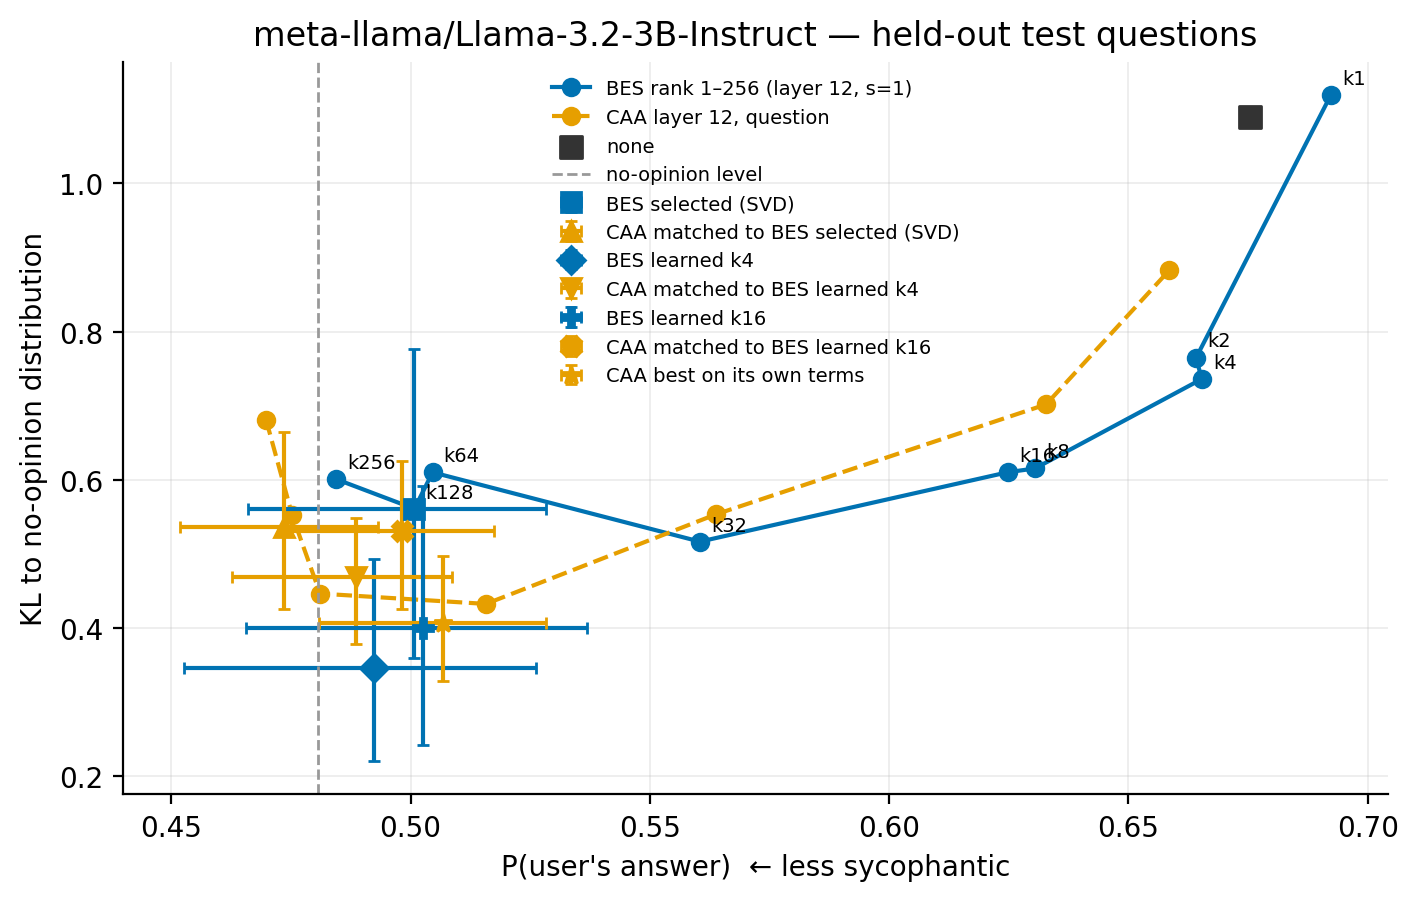 meta-llama/Llama-3.2-3B-Instruct — held-out test questions
BES rank 1–256 (layer 12, s=1)
CAA layer 12, question
none
no-opinion level
BES selected (SVD)
CAA matched to BES selected (SVD)
BES learned k4
CAA matched to BES learned k4
BES learned k16
CAA matched to BES learned k16
CAA best on its own terms
k1
k2
k4
k8
k16
k32
k64
k128
k256
KL to no-opinion distribution
1.0
0.8
0.6
0.4
0.2
0.45
0.50
0.55
0.60
0.65
0.70
P(user's answer) ← less sycophantic